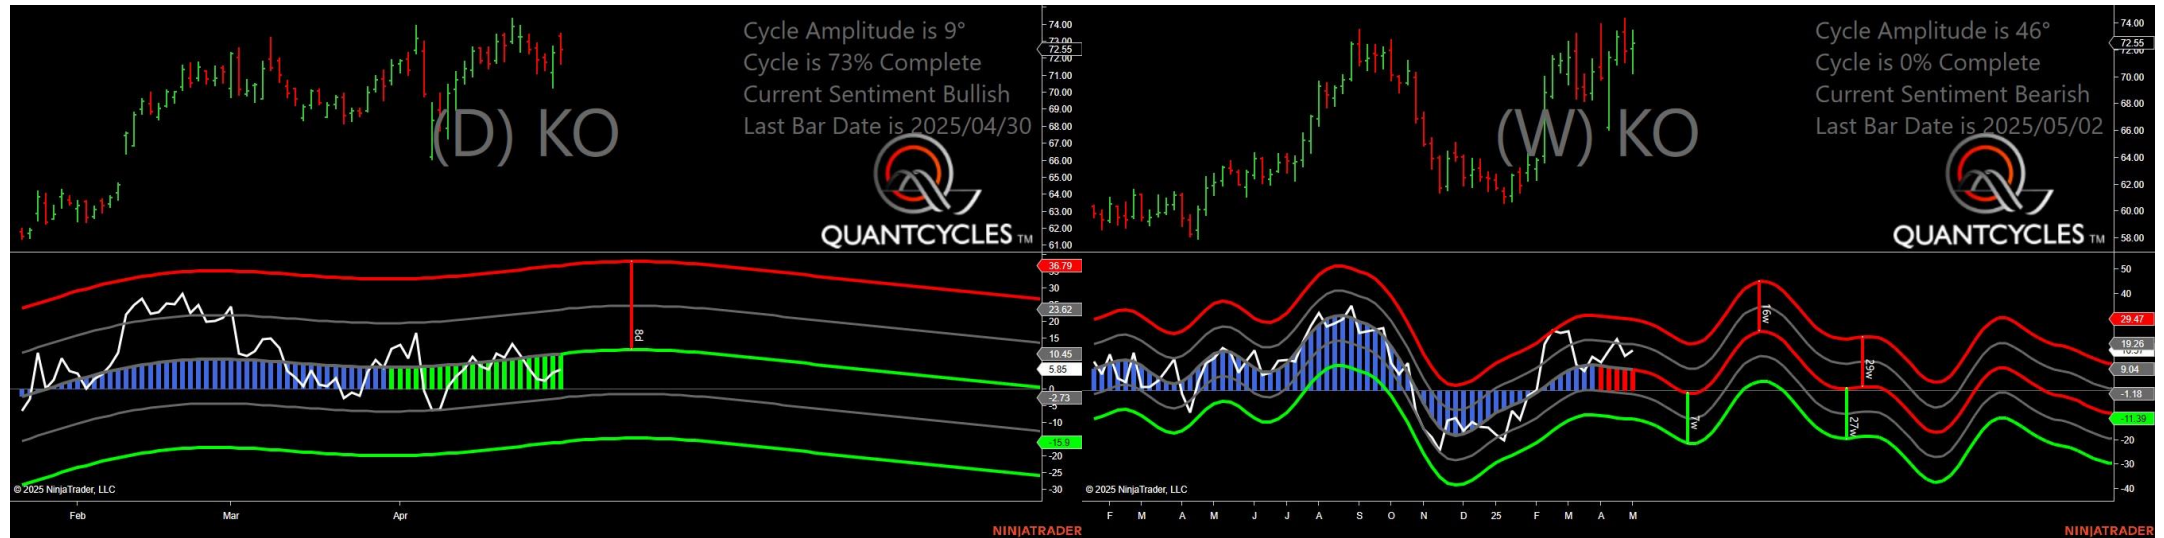 Cycle Amplitude is 9°
Cycle is 73% Complete
Current Sentiment Bullish
Last Bar Date is 2025/04/30
(D) KO
QUANTCYCLES TM
74.00
73.00
72.55
72.00
71.00
70.00
69.00
68.00
67.00
66.00
65.00
64.00
63.00
62.00
61.00
36.79
30
23.62
20
15
10.45
5.85
0
-2.73
-5
-10
-15.9
-20
-25
-30
8d
© 2025 NinjaTrader, LLC
Feb Mar Apr
NINJATRADER
Cycle Amplitude is 46°
Cycle is 0% Complete
Current Sentiment Bearish
Last Bar Date is 2025/05/02
(W) KO
QUANTCYCLES TM
74.00
72.55
72.00
70.00
68.00
66.00
64.00
62.00
60.00
58.00
50
40
29.47
19.26
9.04
-1.18
-11.39
-20
-30
-40
16w
29w
7w
27w
© 2025 NinjaTrader, LLC
F M A M J J A S O N D 25 F M A M
NINJATRADER